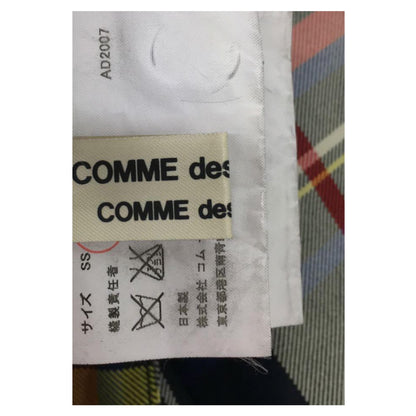 AD2007
COMME des
COMME des
サイズ SS
縫製責任者
日本製
株式会社 コム
東京都港区南青